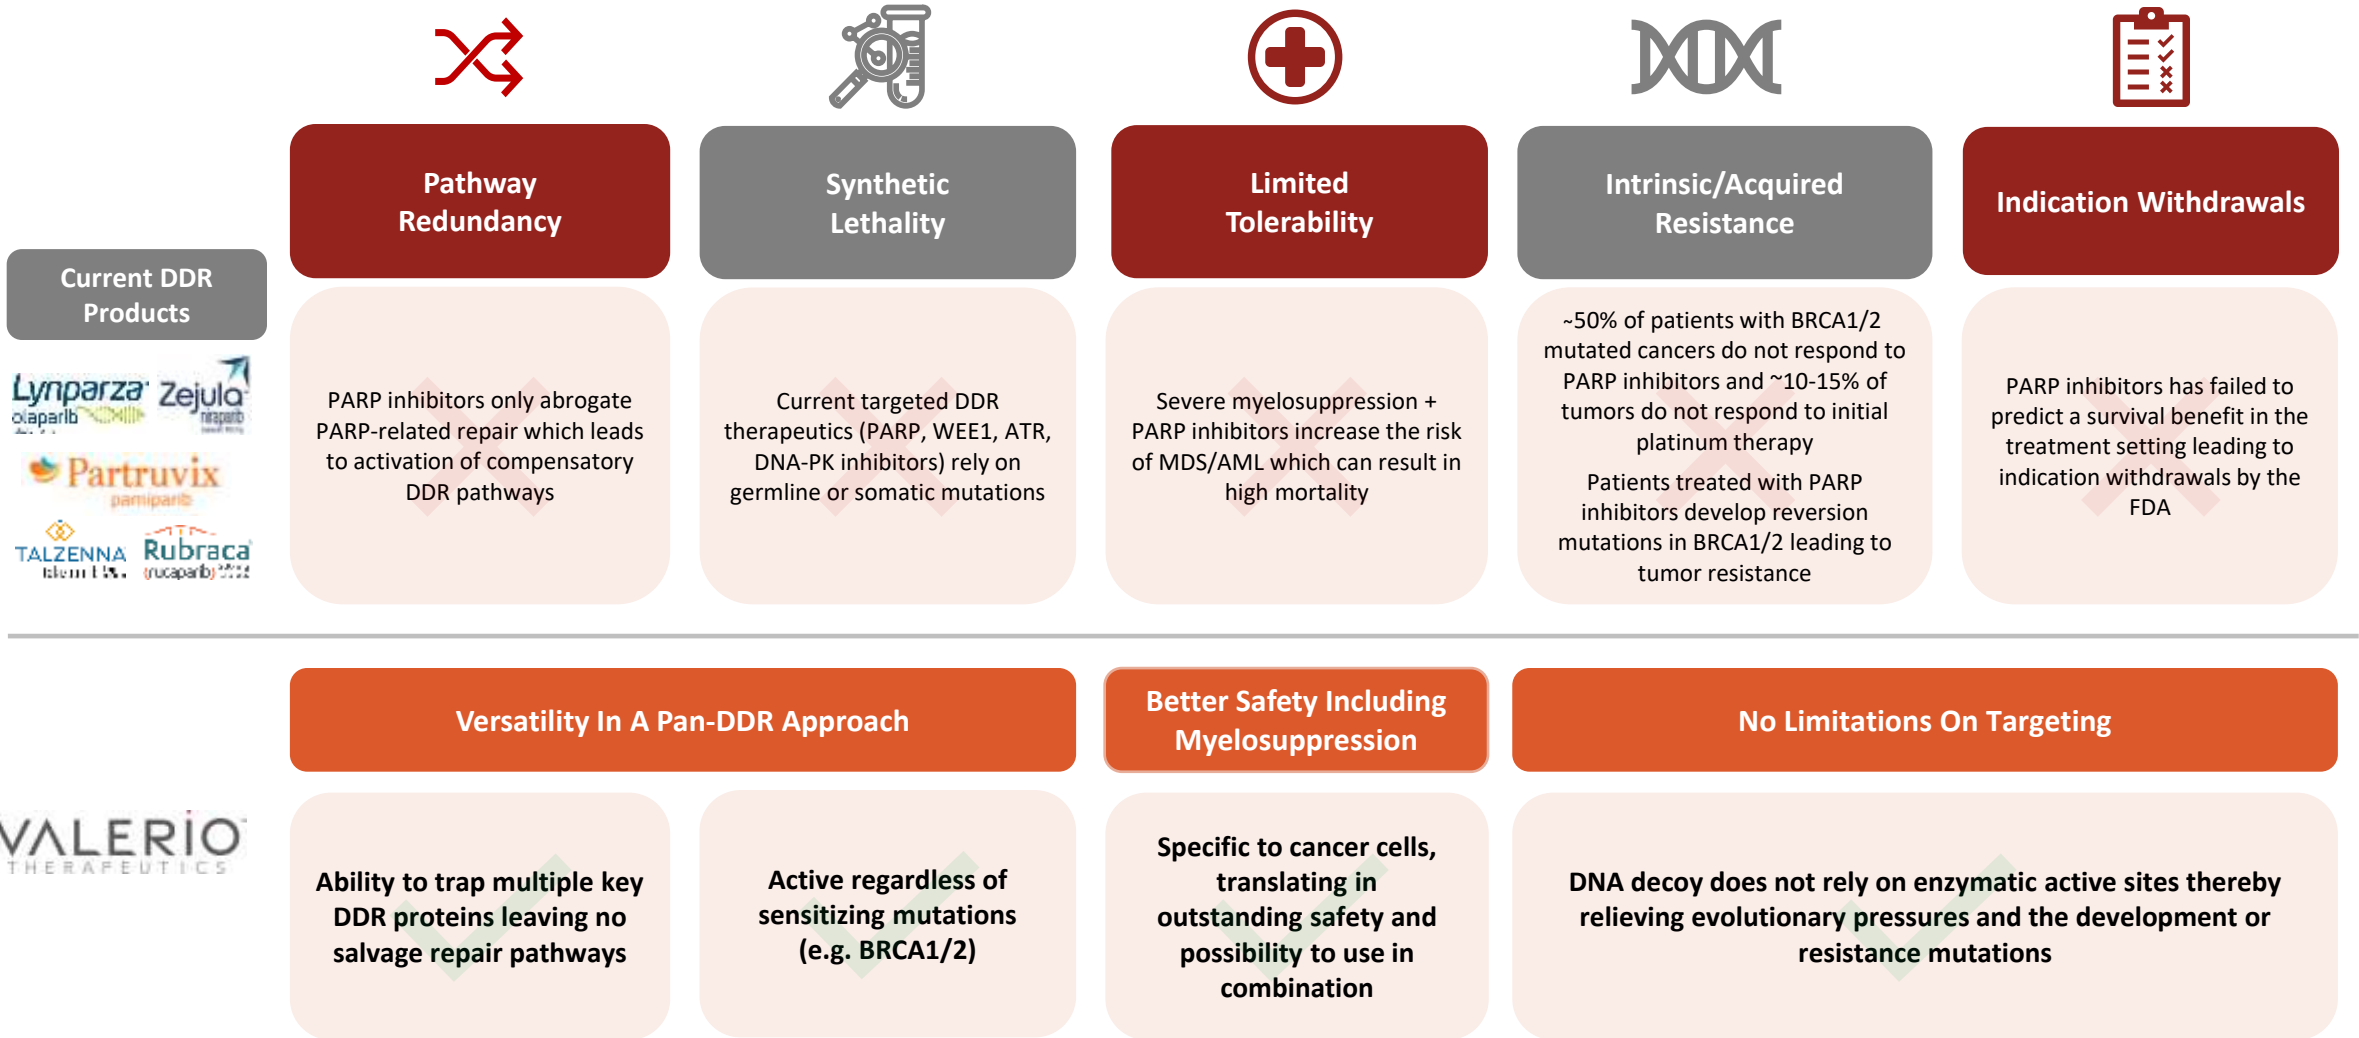 Pathway
Redundancy
Synthetic
Lethality
Limited
Tolerability
Intrinsic/Acquired
Resistance
Indication Withdrawals
Current DDR
Products
Lynparza
olaparib
Zejula
niraparib
Partruvix
pamiparib
TALZENNA
Rubraca
(rucaparib)
PARP inhibitors only abrogate
PARP-related repair which leads
to activation of compensatory
DDR pathways
Current targeted DDR
therapeutics (PARP, WEE1, ATR,
DNA-PK inhibitors) rely on
germline or somatic mutations
Severe myelosuppression +
PARP inhibitors increase the risk
of MDS/AML which can result in
high mortality
~50% of patients with BRCA1/2
mutated cancers do not respond to
PARP inhibitors and ~10-15% of
tumors do not respond to initial
platinum therapy
Patients treated with PARP
inhibitors develop reversion
mutations in BRCA1/2 leading to
tumor resistance
PARP inhibitors has failed to
predict a survival benefit in the
treatment setting leading to
indication withdrawals by the
FDA
Versatility In A Pan-DDR Approach
Better Safety Including
Myelosuppression
No Limitations On Targeting
VALERIO
THERAPEUTICS
Ability to trap multiple key
DDR proteins leaving no
salvage repair pathways
Active regardless of
sensitizing mutations
(e.g. BRCA1/2)
Specific to cancer cells,
translating in
outstanding safety and
possibility to use in
combination
DNA decoy does not rely on enzymatic active sites thereby
relieving evolutionary pressures and the development or
resistance mutations